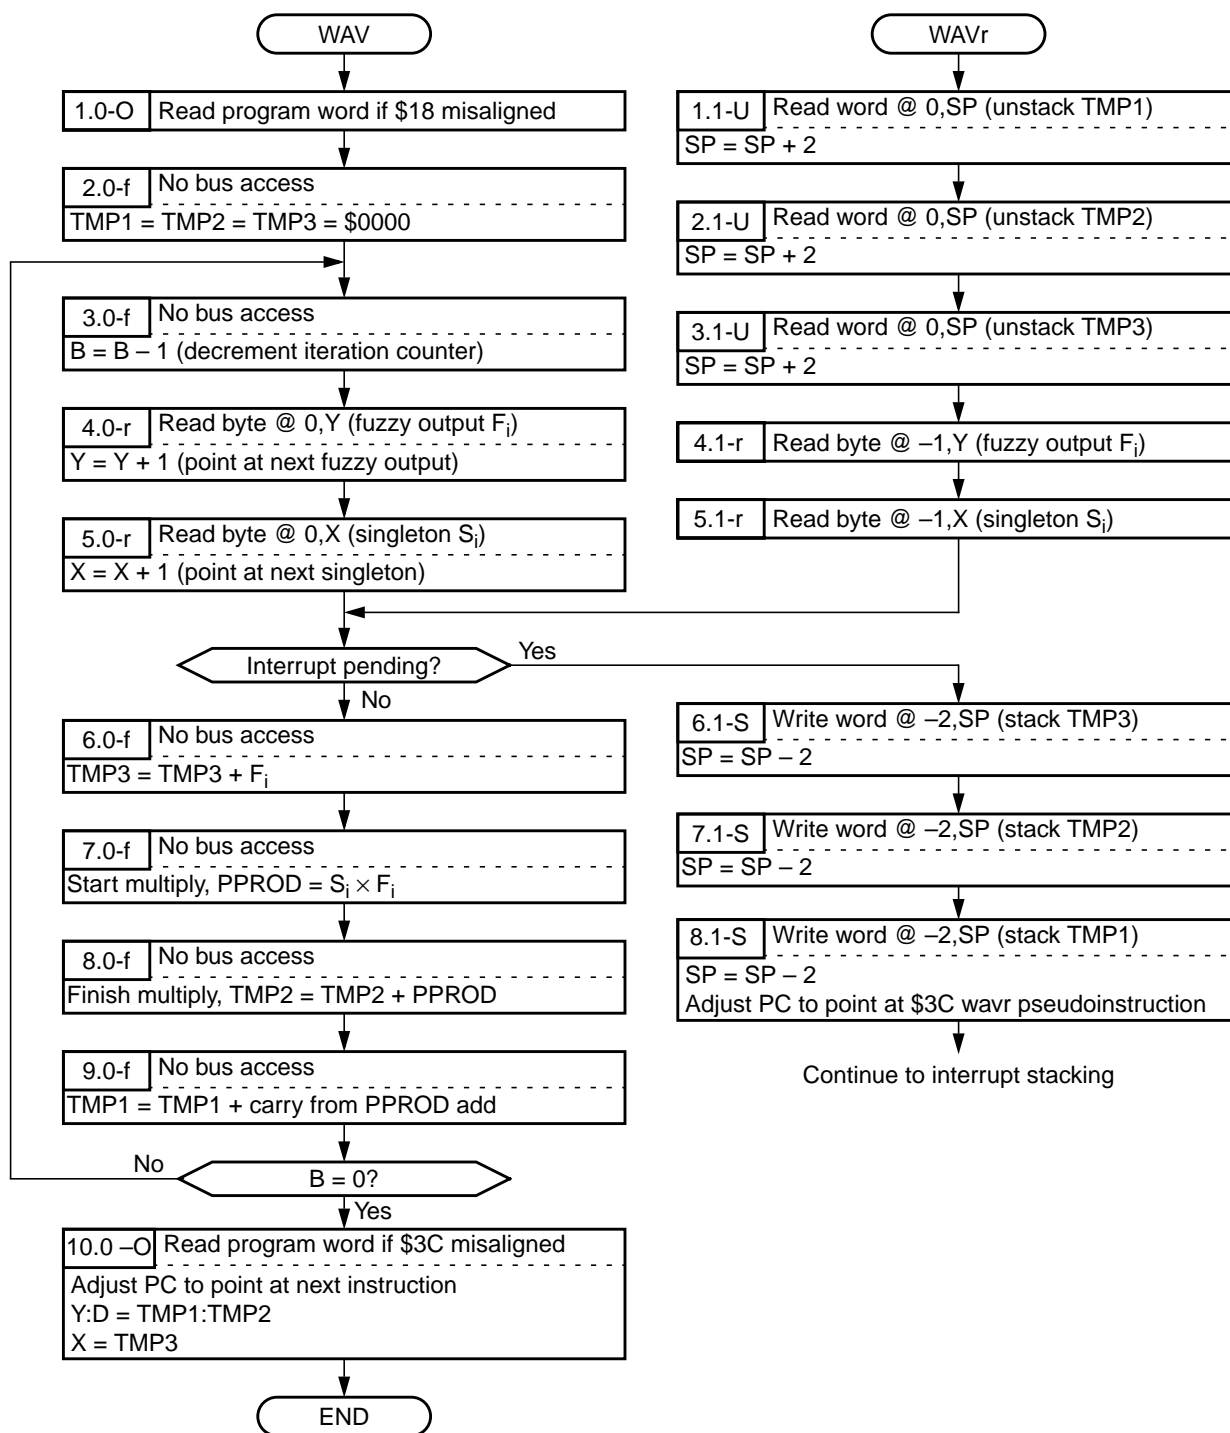 WAV
1.0-O Read program word if $18 misaligned
2.0-f No bus access
TMP1 = TMP2 = TMP3 = $0000
3.0-f No bus access
B = B – 1 (decrement iteration counter)
4.0-r Read byte @ 0,Y (fuzzy output Fi)
Y = Y + 1 (point at next fuzzy output)
5.0-r Read byte @ 0,X (singleton Si)
X = X + 1 (point at next singleton)
WAVr
1.1-U Read word @ 0,SP (unstack TMP1)
SP = SP + 2
2.1-U Read word @ 0,SP (unstack TMP2)
SP = SP + 2
3.1-U Read word @ 0,SP (unstack TMP3)
SP = SP + 2
4.1-r Read byte @ –1,Y (fuzzy output Fi)
5.1-r Read byte @ –1,X (singleton Si)
Interrupt pending?
Yes
No
6.0-f No bus access
TMP3 = TMP3 + Fi
7.0-f No bus access
Start multiply, PPROD = Si × Fi
8.0-f No bus access
Finish multiply, TMP2 = TMP2 + PPROD
9.0-f No bus access
TMP1 = TMP1 + carry from PPROD add
6.1-S Write word @ –2,SP (stack TMP3)
SP = SP – 2
7.1-S Write word @ –2,SP (stack TMP2)
SP = SP – 2
8.1-S Write word @ –2,SP (stack TMP1)
SP = SP – 2
Adjust PC to point at $3C wavr pseudoinstruction
Continue to interrupt stacking
No
B = 0?
Yes
10.0 –O Read program word if $3C misaligned
Adjust PC to point at next instruction
Y:D = TMP1:TMP2
X = TMP3
END